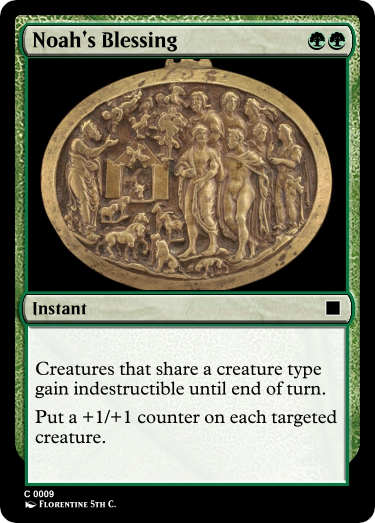 Noah's Blessing
Instant
Creatures that share a creature type
gain indestructible until end of turn.
Put a +1/+1 counter on each targeted
creature.
C 0009
Florentine 5th C.